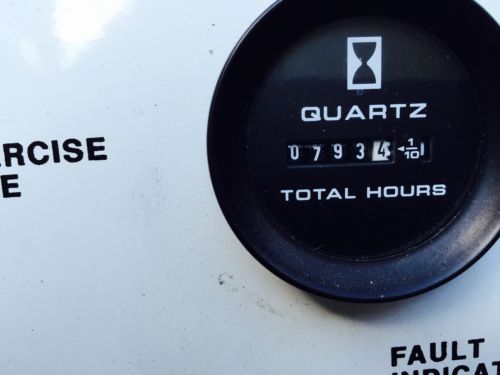 RCISE
E
QUARTZ
07934 ◄1/10
TOTAL HOURS
FAULT
INDICAT